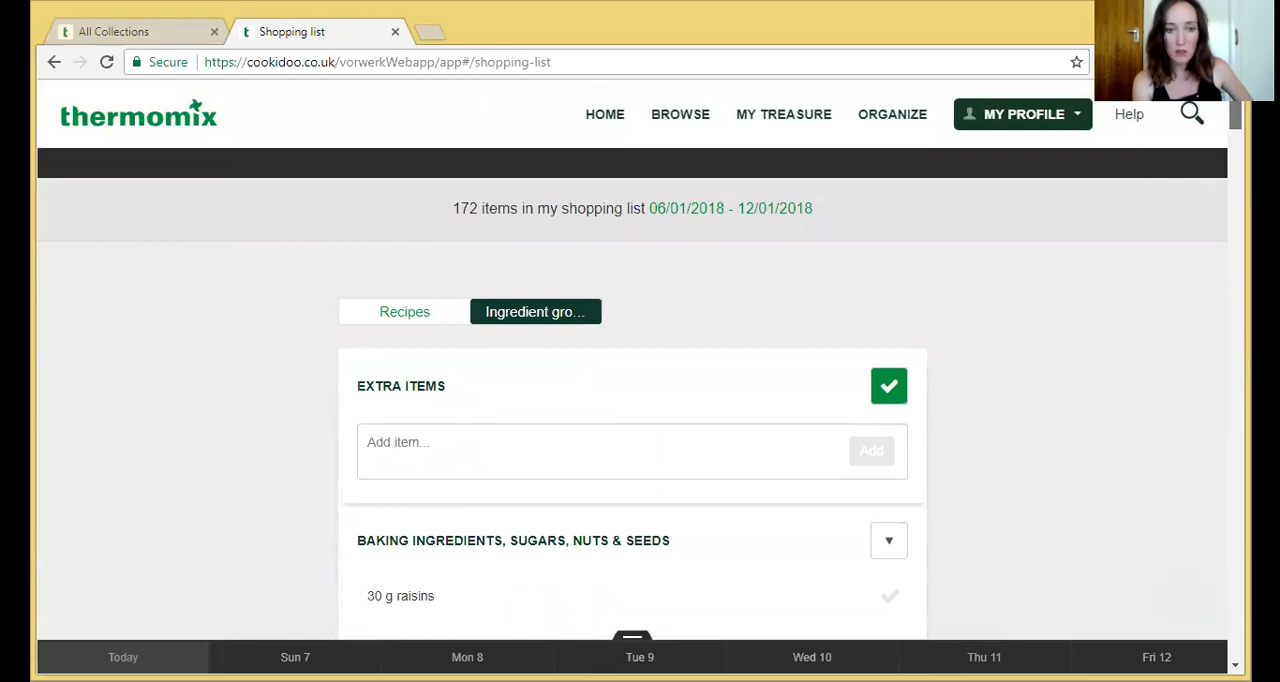 All Collections
Shopping list
Secure https://cookidoo.co.uk/vorwerkWebapp/app#/shopping-list
thermomix
HOME BROWSE MY TREASURE ORGANIZE MY PROFILE Help
172 items in my shopping list 06/01/2018 - 12/01/2018
Recipes Ingredient gro...
EXTRA ITEMS
Add item... Add
BAKING INGREDIENTS, SUGARS, NUTS & SEEDS
30 g raisins
Today Sun 7 Mon 8 Tue 9 Wed 10 Thu 11 Fri 12